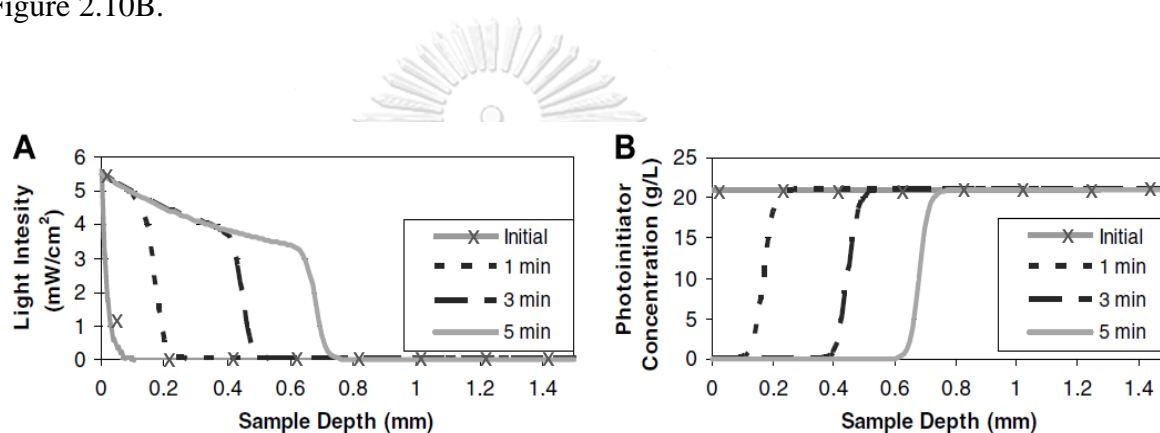 Figure 2.10B.
A
B
Light Intesity
(mW/cm2)
6
5
4
3
2
1
0
0 0.2 0.4 0.6 0.8 1 1.2 1.4
Sample Depth (mm)
Initial
1 min
3 min
5 min
Photoinitiator
Concentration (g/L)
25
20
15
10
5
0
0 0.2 0.4 0.6 0.8 1 1.2 1.4
Sample Depth (mm)
Initial
1 min
3 min
5 min